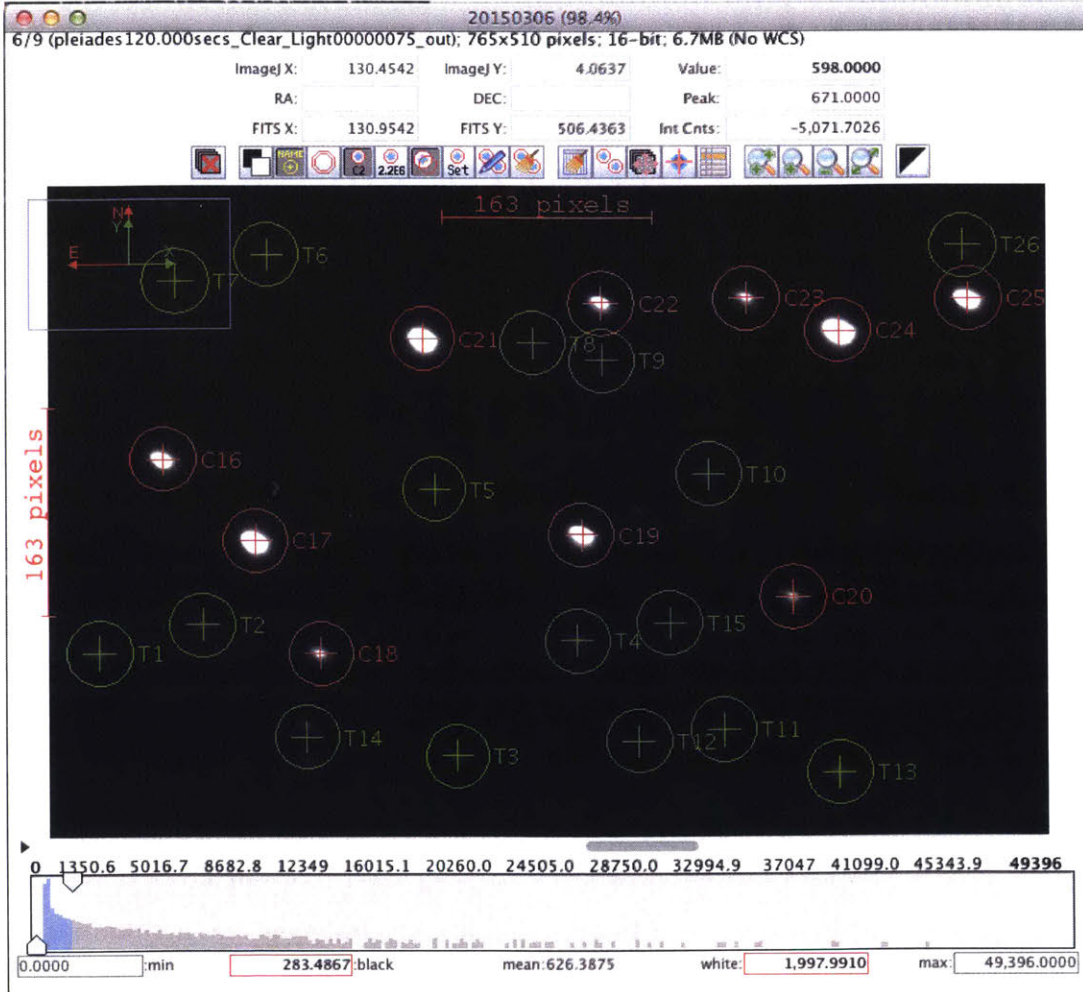 20150306 (98.4%)
6/9 (pleiades120.000secs_Clear_Light00000075_out); 765x510 pixels; 16-bit; 6.7MB (No WCS)
ImageJ X: 130.4542 ImageJ Y: 4.0637 Value: 598.0000
RA: DEC: Peak: 671.0000
FITS X: 130.9542 FITS Y: 506.4363 Int Cnts: -5,071.7026
NAME C2 2.2E6 Set
163 pixels
N
Y
E X
T6
T7
T26
C22
C23
C25
C21
T8
T9
C24
163 pixels
C16
T5
T10
C17
C19
C20
T2
T1
C18
T4
T15
T14
T3
T12
T11
T13
0 1350.6 5016.7 8682.8 12349 16015.1 20260.0 24505.0 28750.0 32994.9 37047 41099.0 45343.9 49396
0.0000 :min 283.4867 :black mean:626.3875 white: 1,997.9910 max: 49,396.0000